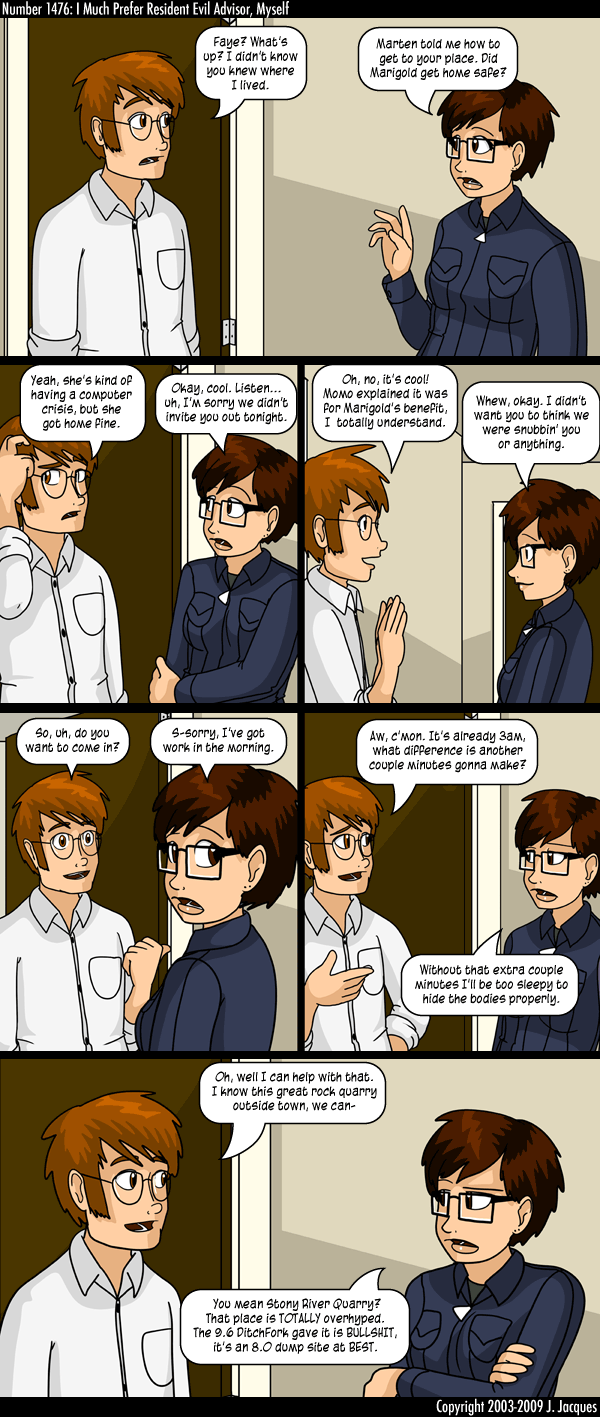 Number 1476: I Much Prefer Resident Evil Advisor, Myself
Faye? What's
up? I didn't know
you knew where
I lived.
Marten told me how to
get to your place. Did
Marigold get home safe?
Yeah, she's kind of
having a computer
crisis, but she
got home fine.
Okay, cool. Listen...
uh, I'm sorry we didn't
invite you out tonight.
Oh, no, it's cool!
Momo explained it was
for Marigold's benefit,
I totally understand.
Whew, okay. I didn't
want you to think we
were snubbin' you
or anything.
So, uh, do you
want to come in?
S-sorry, I've got
work in the morning.
Aw, c'mon. It's already 3am,
what difference is another
couple minutes gonna make?
Without that extra couple
minutes I'll be too sleepy to
hide the bodies properly.
Oh, well I can help with that.
I know this great rock quarry
outside town, we can-
You mean Stony River Quarry?
That place is TOTALLY overhyped.
The 9.6 DitchFork gave it is BULLSHIT,
it's an 8.0 dump site at BEST.
Copyright 2003-2009 J. Jacques